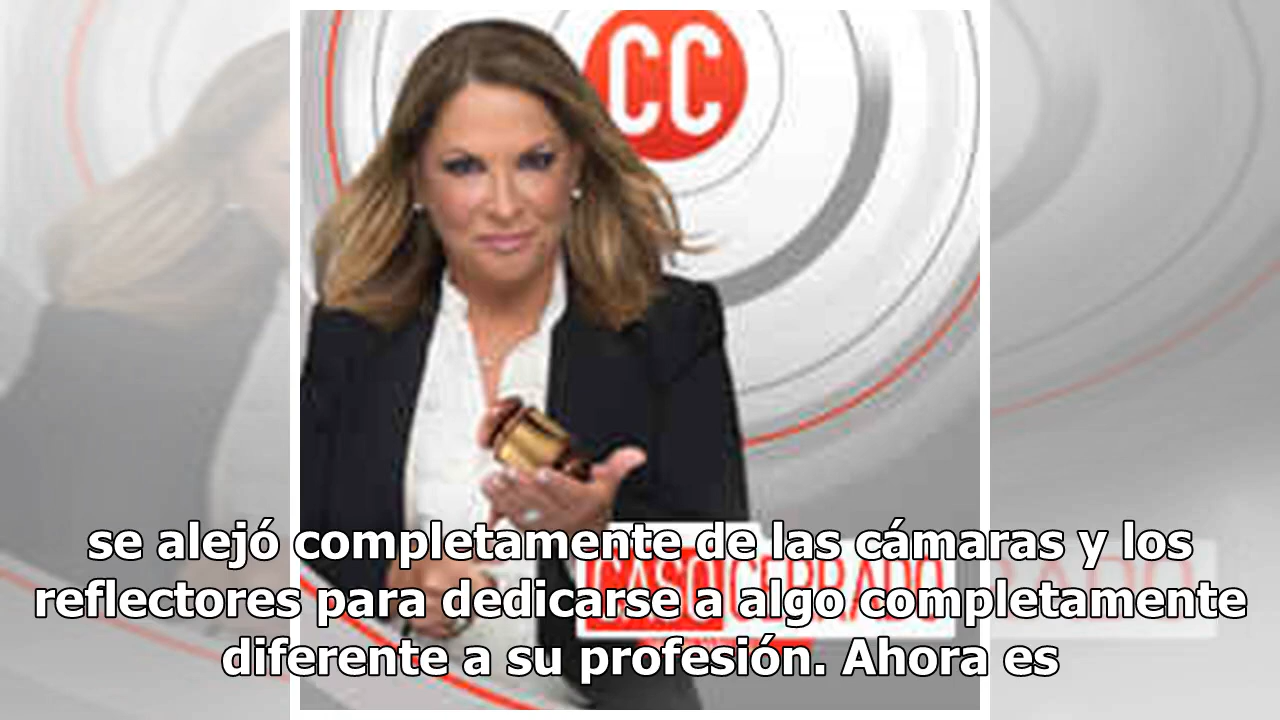 CC
CASO CERRADO
se alejó completamente de las cámaras y los
reflectores para dedicarse a algo completamente
diferente a su profesión. Ahora es